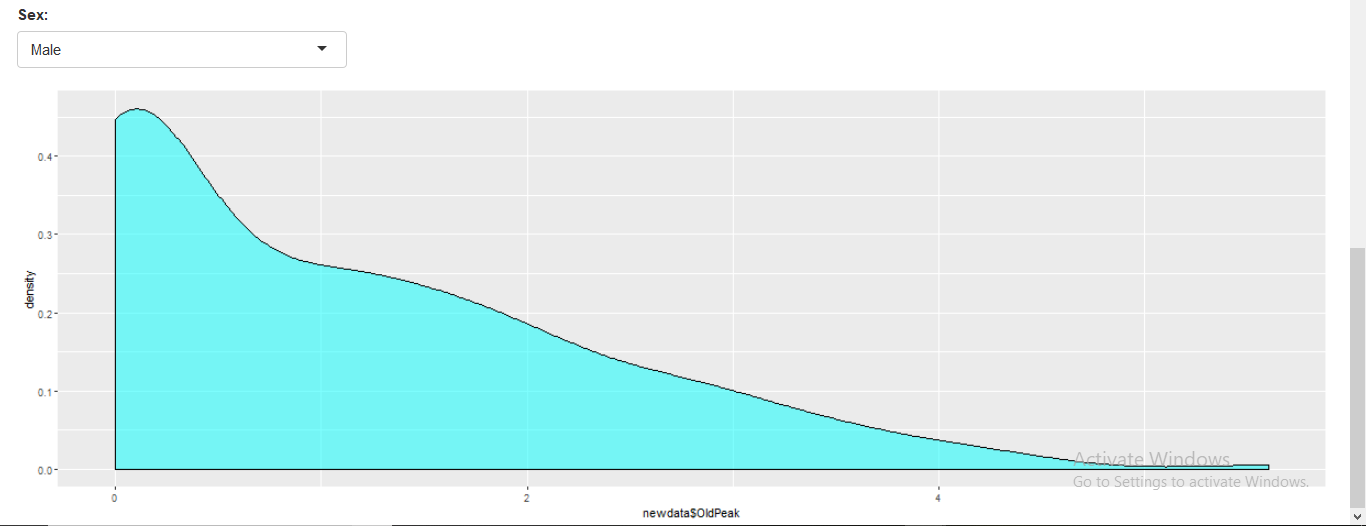 Sex:
Male
0.4
0.3
0.2
0.1
0.0
density
0
2
4
newdata$OldPeak
Activate Windows
Go to Settings to activate Windows.